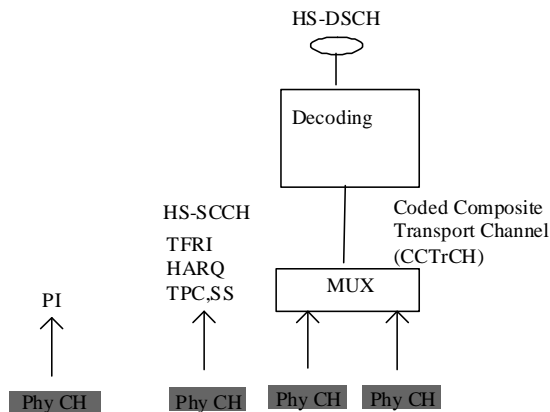 HS-DSCH
Decoding
HS-SCCH
TFRI
HARQ
TPC,SS
Coded Composite
Transport Channel
(CCTrCH)
MUX
PI
Phy CH
Phy CH
Phy CH
Phy CH